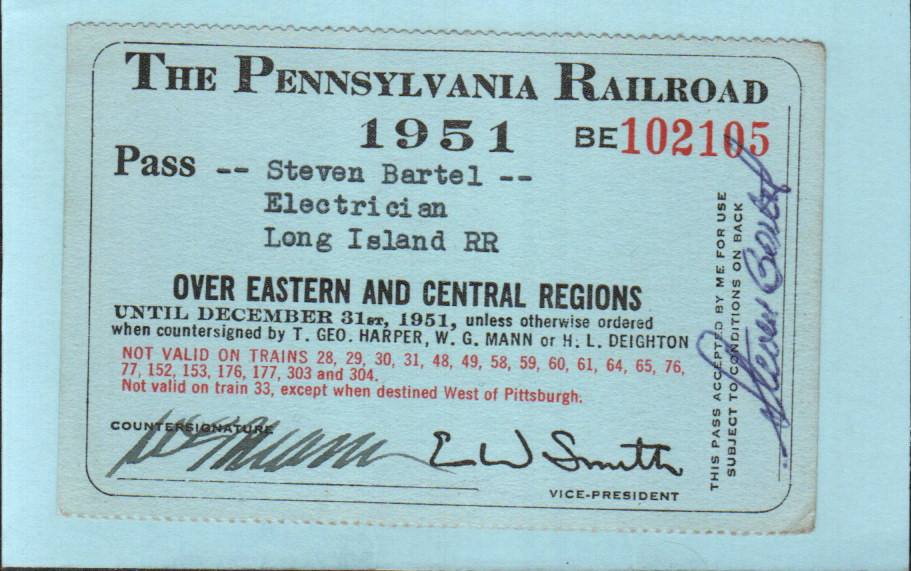 THE PENNSYLVANIA RAILROAD
1951 BE102105
Pass -- Steven Bartel --
Electrician
Long Island RR
OVER EASTERN AND CENTRAL REGIONS
UNTIL DECEMBER 31ST, 1951, unless otherwise ordered
when countersigned by T. GEO. HARPER, W. G. MANN or H. L. DEIGHTON
NOT VALID ON TRAINS 28, 29, 30, 31, 48, 49, 58, 59, 60, 61, 64, 65, 76,
77, 152, 153, 176, 177, 303 and 304.
Not valid on train 33, except when destined West of Pittsburgh.
COUNTERSIGNATURE
W G Mann
E W Smith
VICE-PRESIDENT
THIS PASS ACCEPTED BY ME FOR USE
SUBJECT TO CONDITIONS ON BACK
Steven Bartel